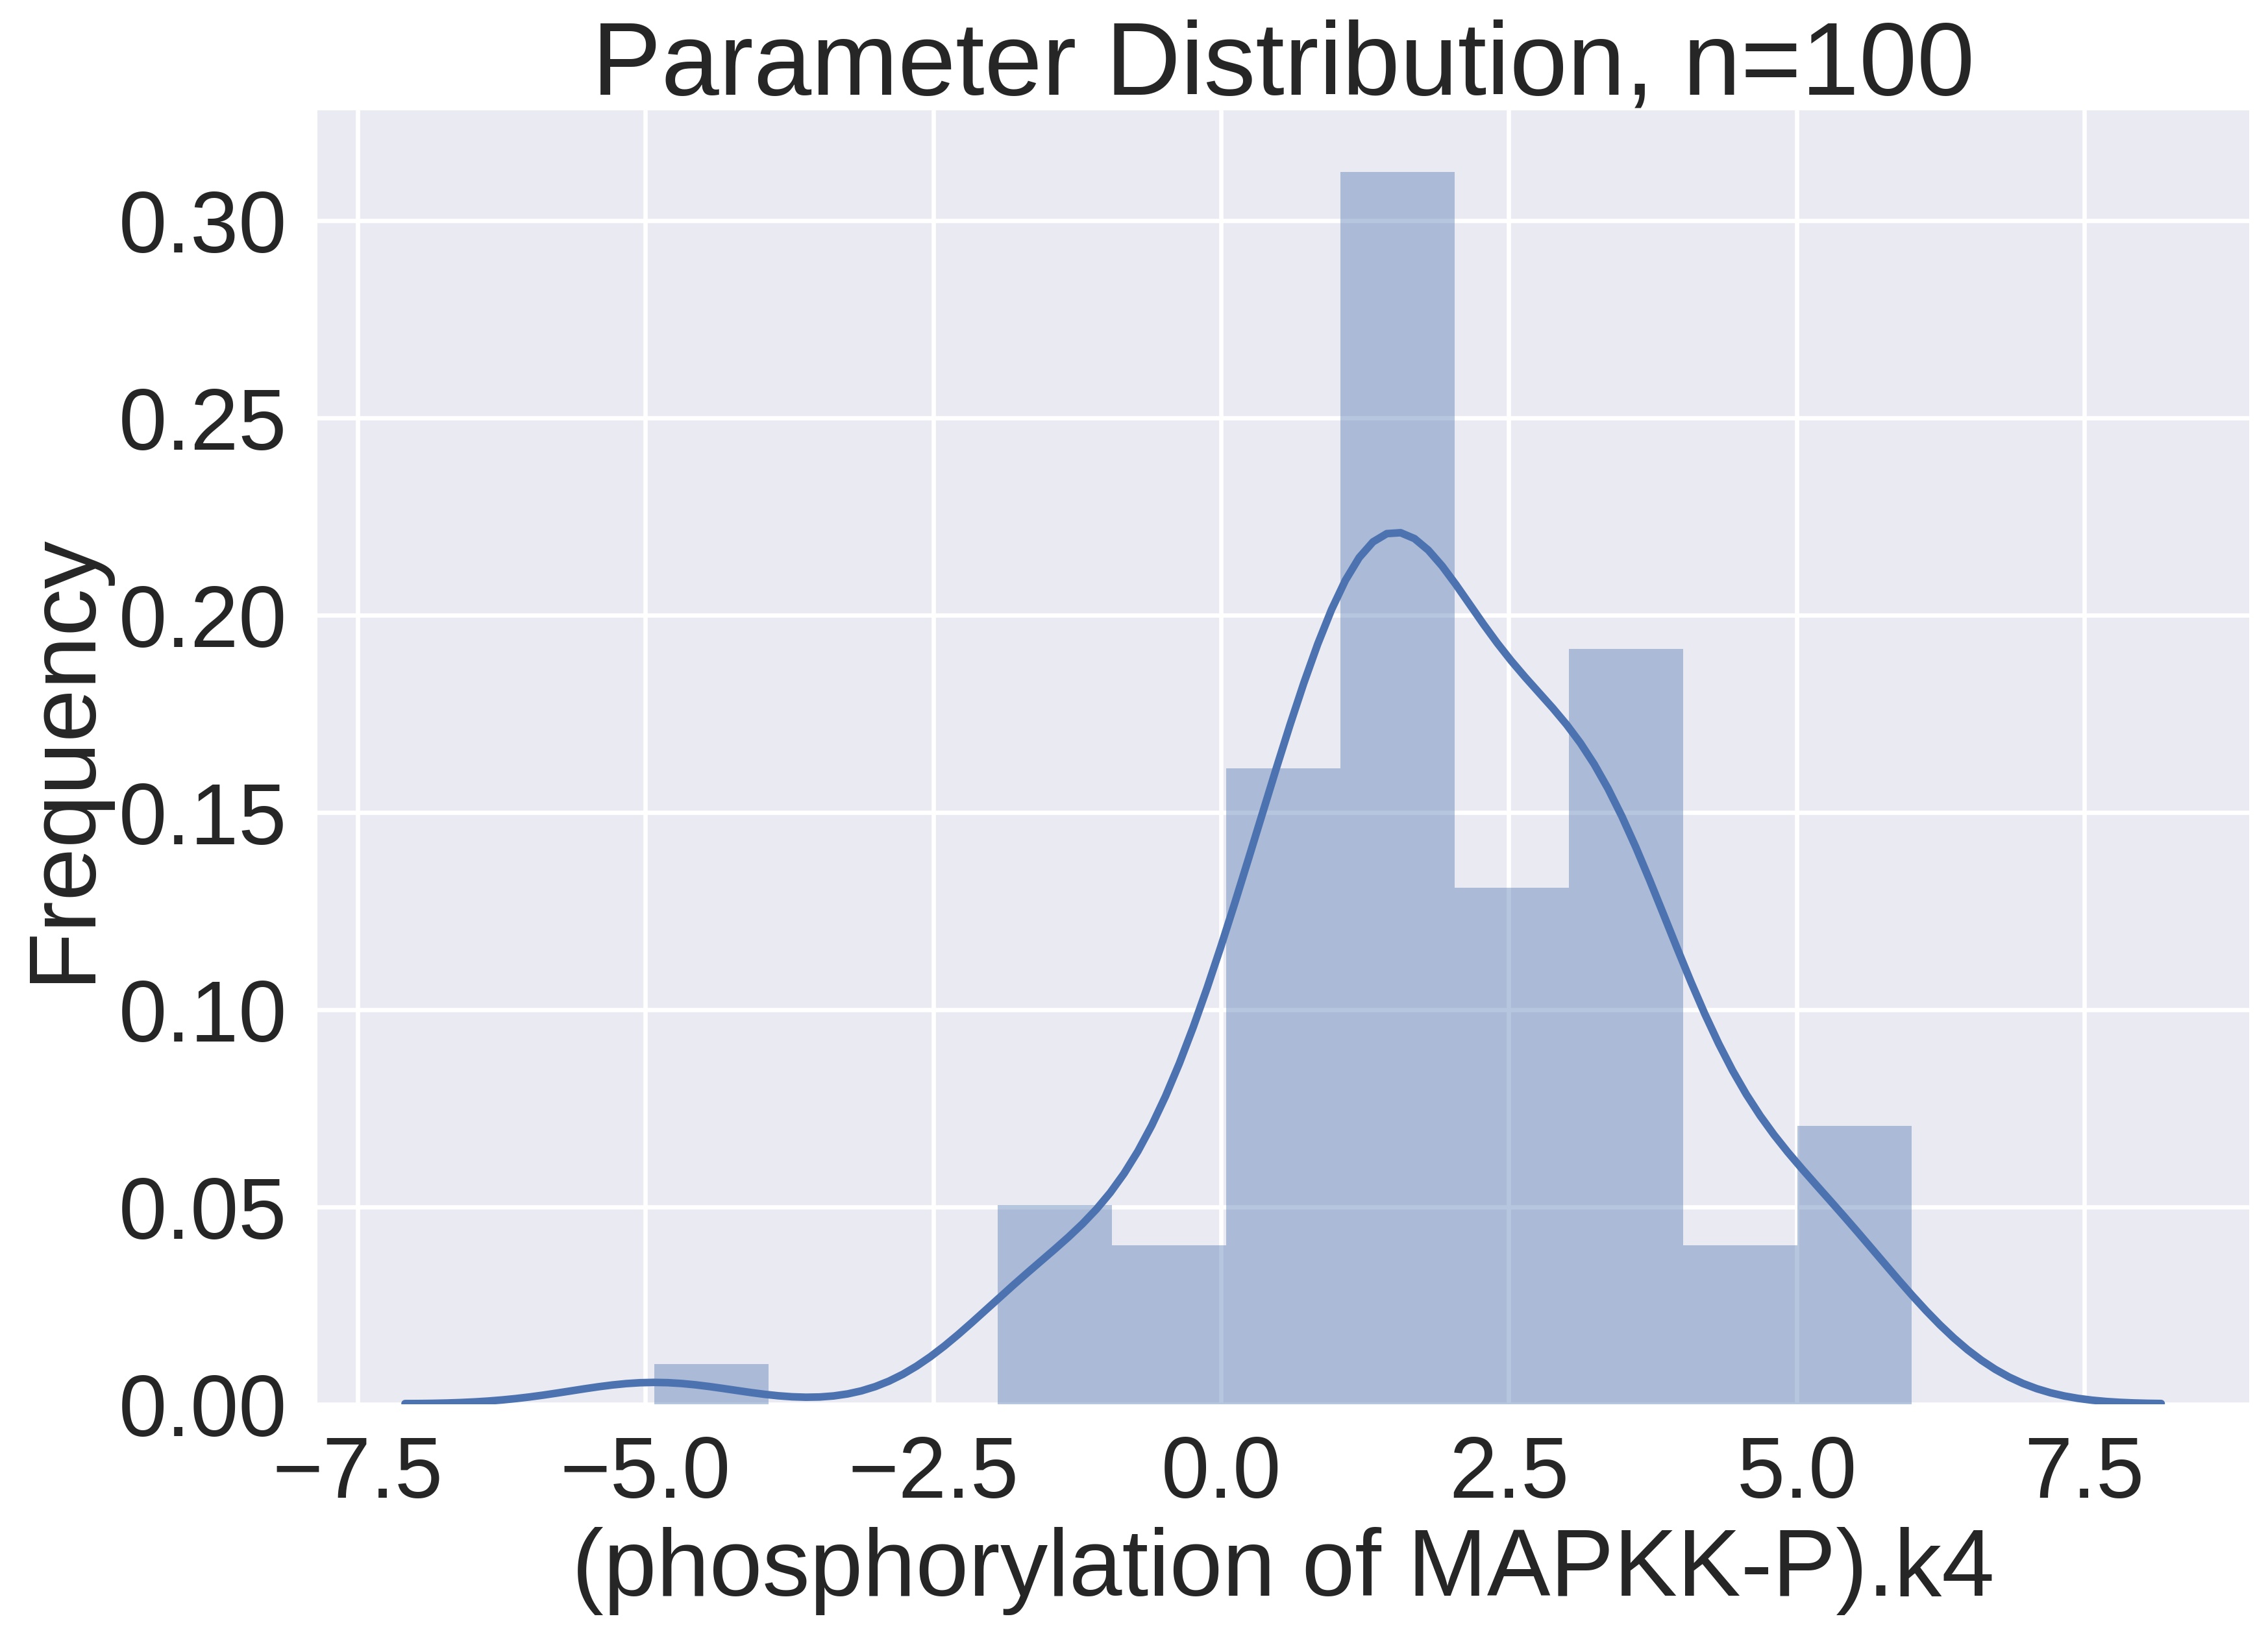 Parameter Distribution, n=100
Frequency
0.30
0.25
0.20
0.15
0.10
0.05
0.00
−7.5 −5.0 −2.5 0.0 2.5 5.0 7.5
(phosphorylation of MAPKK-P).k4